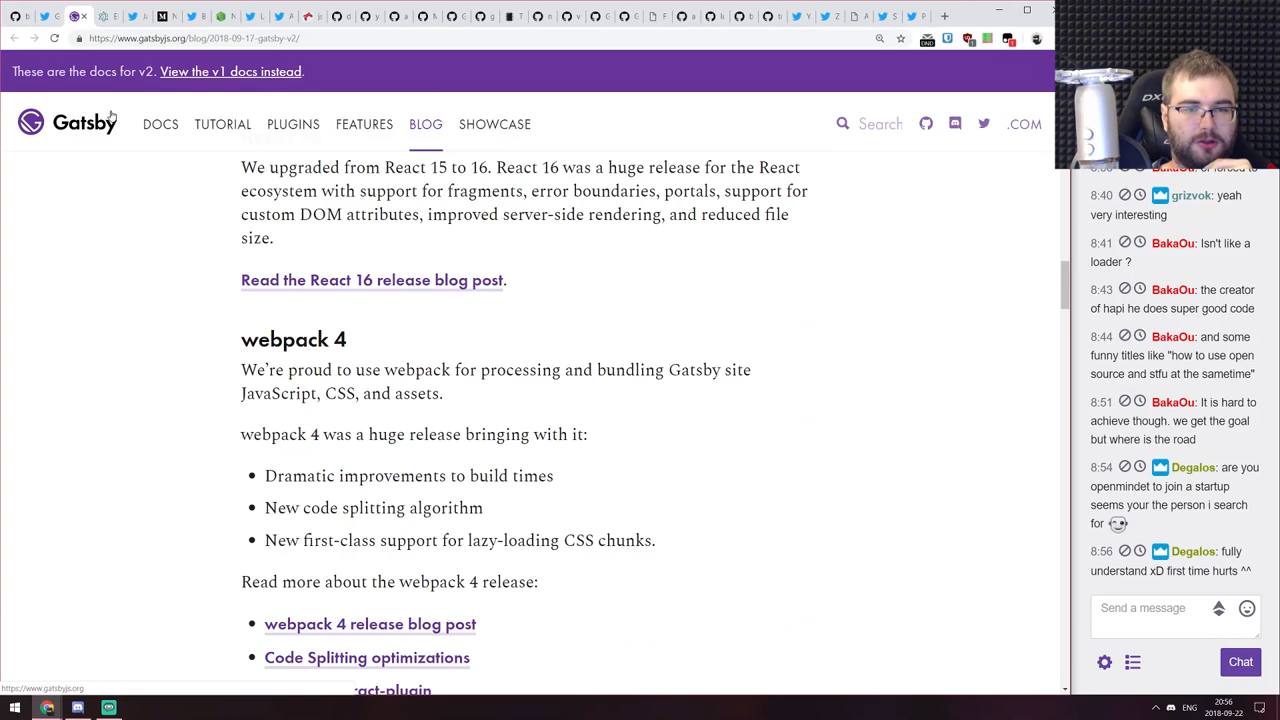 https://www.gatsbyjs.org/blog/2018-09-17-gatsby-v2/
DND
1
1
These are the docs for v2. View the v1 docs instead.
Gatsby
DOCS
TUTORIAL
PLUGINS
FEATURES
BLOG
SHOWCASE
Search
.COM
We upgraded from React 15 to 16. React 16 was a huge release for the React
ecosystem with support for fragments, error boundaries, portals, support for
custom DOM attributes, improved server-side rendering, and reduced file
size.
Read the React 16 release blog post.
webpack 4
We're proud to use webpack for processing and bundling Gatsby site
JavaScript, CSS, and assets.
webpack 4 was a huge release bringing with it:
• Dramatic improvements to build times
• New code splitting algorithm
• New first-class support for lazy-loading CSS chunks.
Read more about the webpack 4 release:
• webpack 4 release blog post
• Code Splitting optimizations
ract-plugin
https://www.gatsbyjs.org
DX
BakaOu: or forced to
8:40 grizvok: yeah
very interesting
8:41 BakaOu: Isn't like a
loader ?
8:43 BakaOu: the creator
of hapi he does super good code
8:44 BakaOu: and some
funny titles like "how to use open
source and stfu at the sametime"
8:51 BakaOu: It is hard to
achieve though. we get the goal
but where is the road
8:54 Degalos: are you
openmindet to join a startup
seems your the person i search
for
8:56 Degalos: fully
understand xD first time hurts ^^
Send a message
Chat
ENG
20:56
2018-09-22